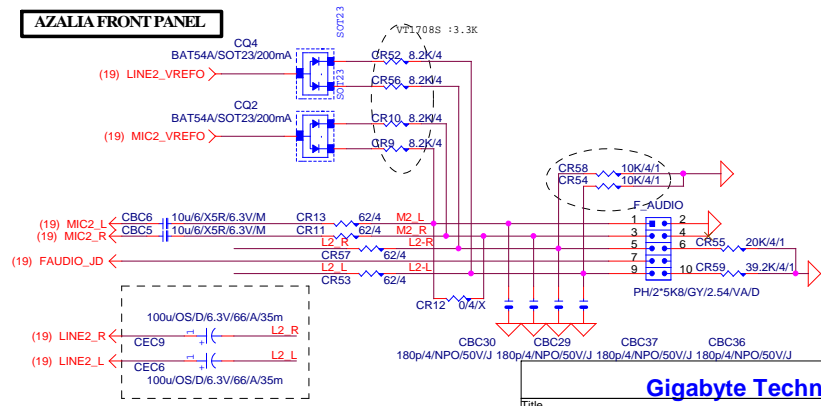 AZALIA FRONT PANEL
SOT23
VT1708S :3.3K
CQ4
BAT54A/SOT23/200mA
CR52 8.2K/4
(19) LINE2_VREFO
SOT23
CR56 8.2K/4
CQ2
BAT54A/SOT23/200mA
CR10 8.2K/4
(19) MIC2_VREFO
CR9 8.2K/4
CR58 10K/4/1
CR54 10K/4/1
F_AUDIO
(19) MIC2_L CBC6 10u/6/X5R/6.3V/M CR13 62/4 M2_L 1 2
(19) MIC2_R CBC5 10u/6/X5R/6.3V/M CR11 62/4 M2_R 3 4
L2_R L2-R 5 6 CR55 20K/4/1
(19) FAUDIO_JD CR57 62/4 7
L2_L L2-L 9 10 CR59 39.2K/4/1
CR53 62/4
PH/2*5K8/GY/2.54/VA/D
CR12 0/4/X
100u/OS/D/6.3V/66/A/35m
(19) LINE2_R 1 L2_R
CEC9 +
(19) LINE2_L 1 L2_L
CEC6 +
100u/OS/D/6.3V/66/A/35m
CBC30 CBC29 CBC37 CBC36
180p/4/NPO/50V/J 180p/4/NPO/50V/J 180p/4/NPO/50V/J 180p/4/NPO/50V/J
Gigabyte Techn
Title